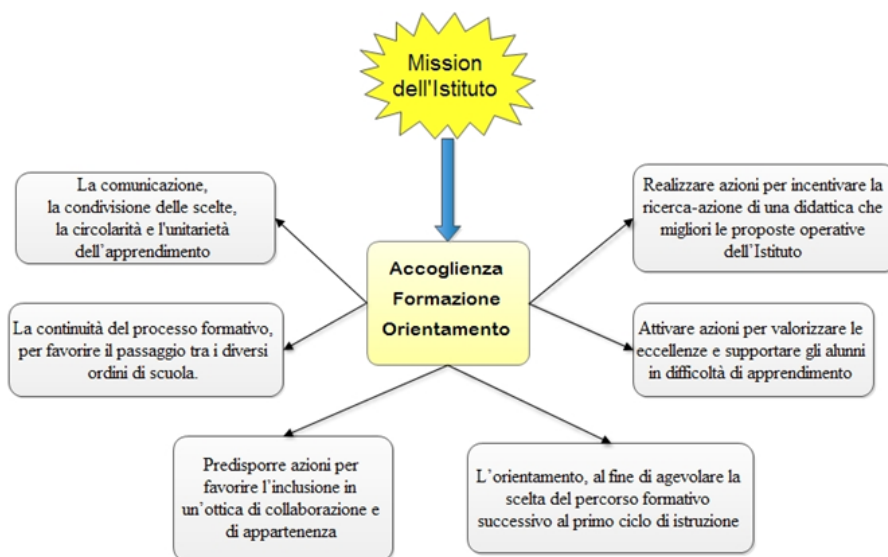 Mission
dell'Istituto
La comunicazione,
la condivisione delle scelte,
la circolarità e l'unitarietà
dell'apprendimento
Realizzare azioni per incentivare la
ricerca-azione di una didattica che
migliori le proposte operative
dell'Istituto
Accoglienza
Formazione
Orientamento
La continuità del processo formativo,
per favorire il passaggio tra i diversi
ordini di scuola.
Attivare azioni per valorizzare le
eccellenze e supportare gli alunni
in difficoltà di apprendimento
Predisporre azioni per
favorire l'inclusione in
un'ottica di collaborazione e
di appartenenza
L'orientamento, al fine di agevolare la
scelta del percorso formativo
successivo al primo ciclo di istruzione